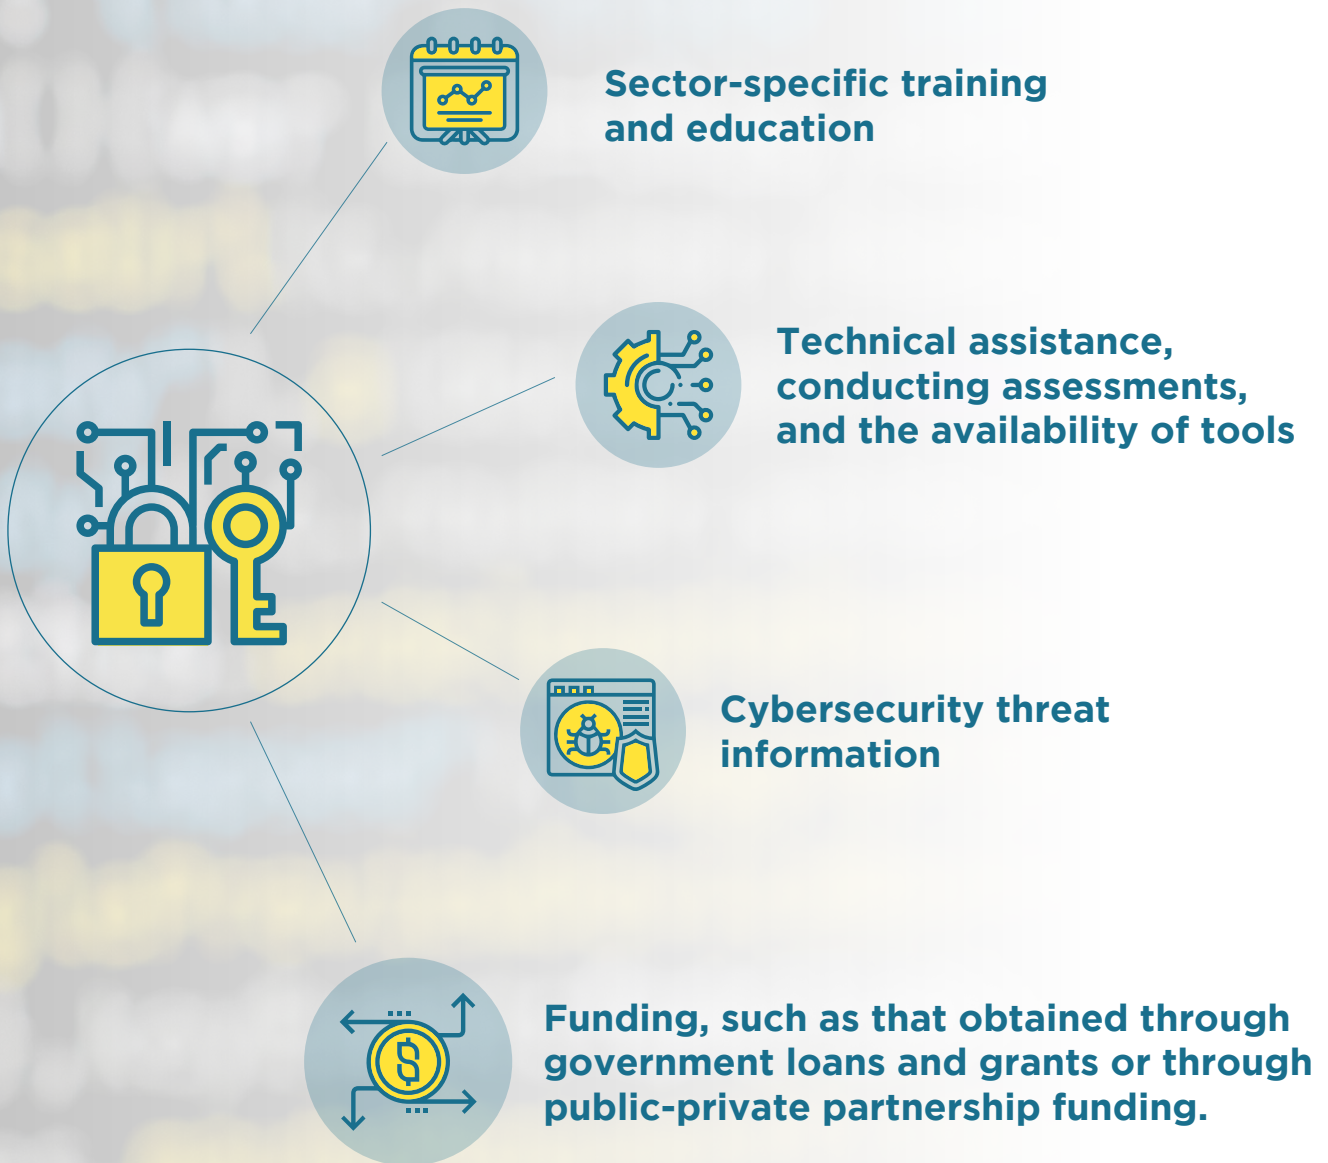 Sector-specific training
and education
Technical assistance,
conducting assessments,
and the availability of tools
Cybersecurity threat
information
Funding, such as that obtained through
government loans and grants or through
public-private partnership funding.